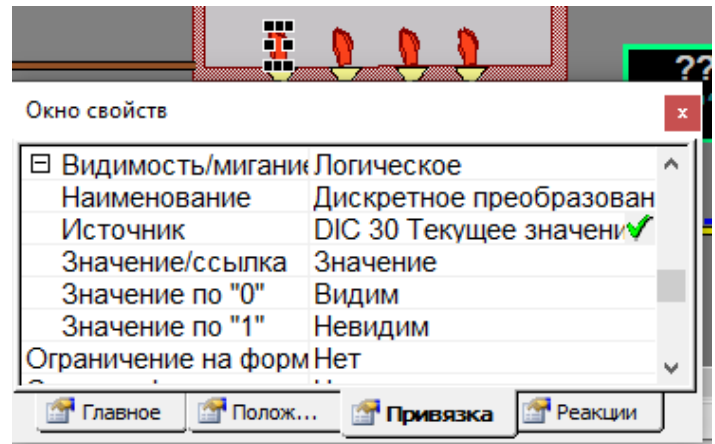 ??
Окно свойств
x
Видимость/мигание Логическое
Наименование Дискретное преобразован
Источник DIC 30 Текущее значени
Значение/ссылка Значение
Значение по "0" Видим
Значение по "1" Невидим
Ограничение на форм Нет
Главное Полож... Привязка Реакции